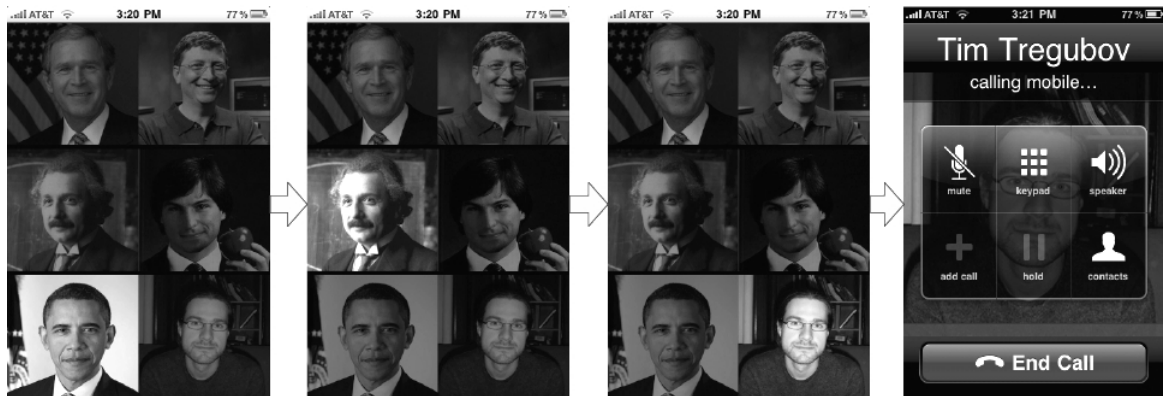 AT&T 3:20 PM 77 %
AT&T 3:20 PM 77 %
AT&T 3:20 PM 77 %
AT&T 3:21 PM 77 %
Tim Tregubov
calling mobile...
mute keypad speaker
add call hold contacts
End Call